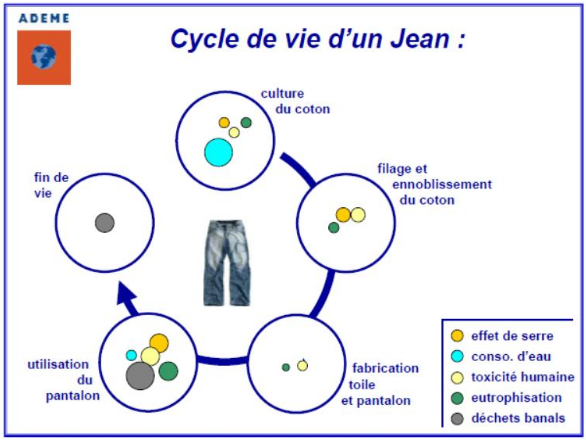 ADEME
Cycle de vie d'un Jean :
culture
du coton
filage et
ennoblissement
du coton
fin de
vie
utilisation
du
pantalon
fabrication
toile
et pantalon
effet de serre
conso. d'eau
toxicité humaine
eutrophisation
déchets banals